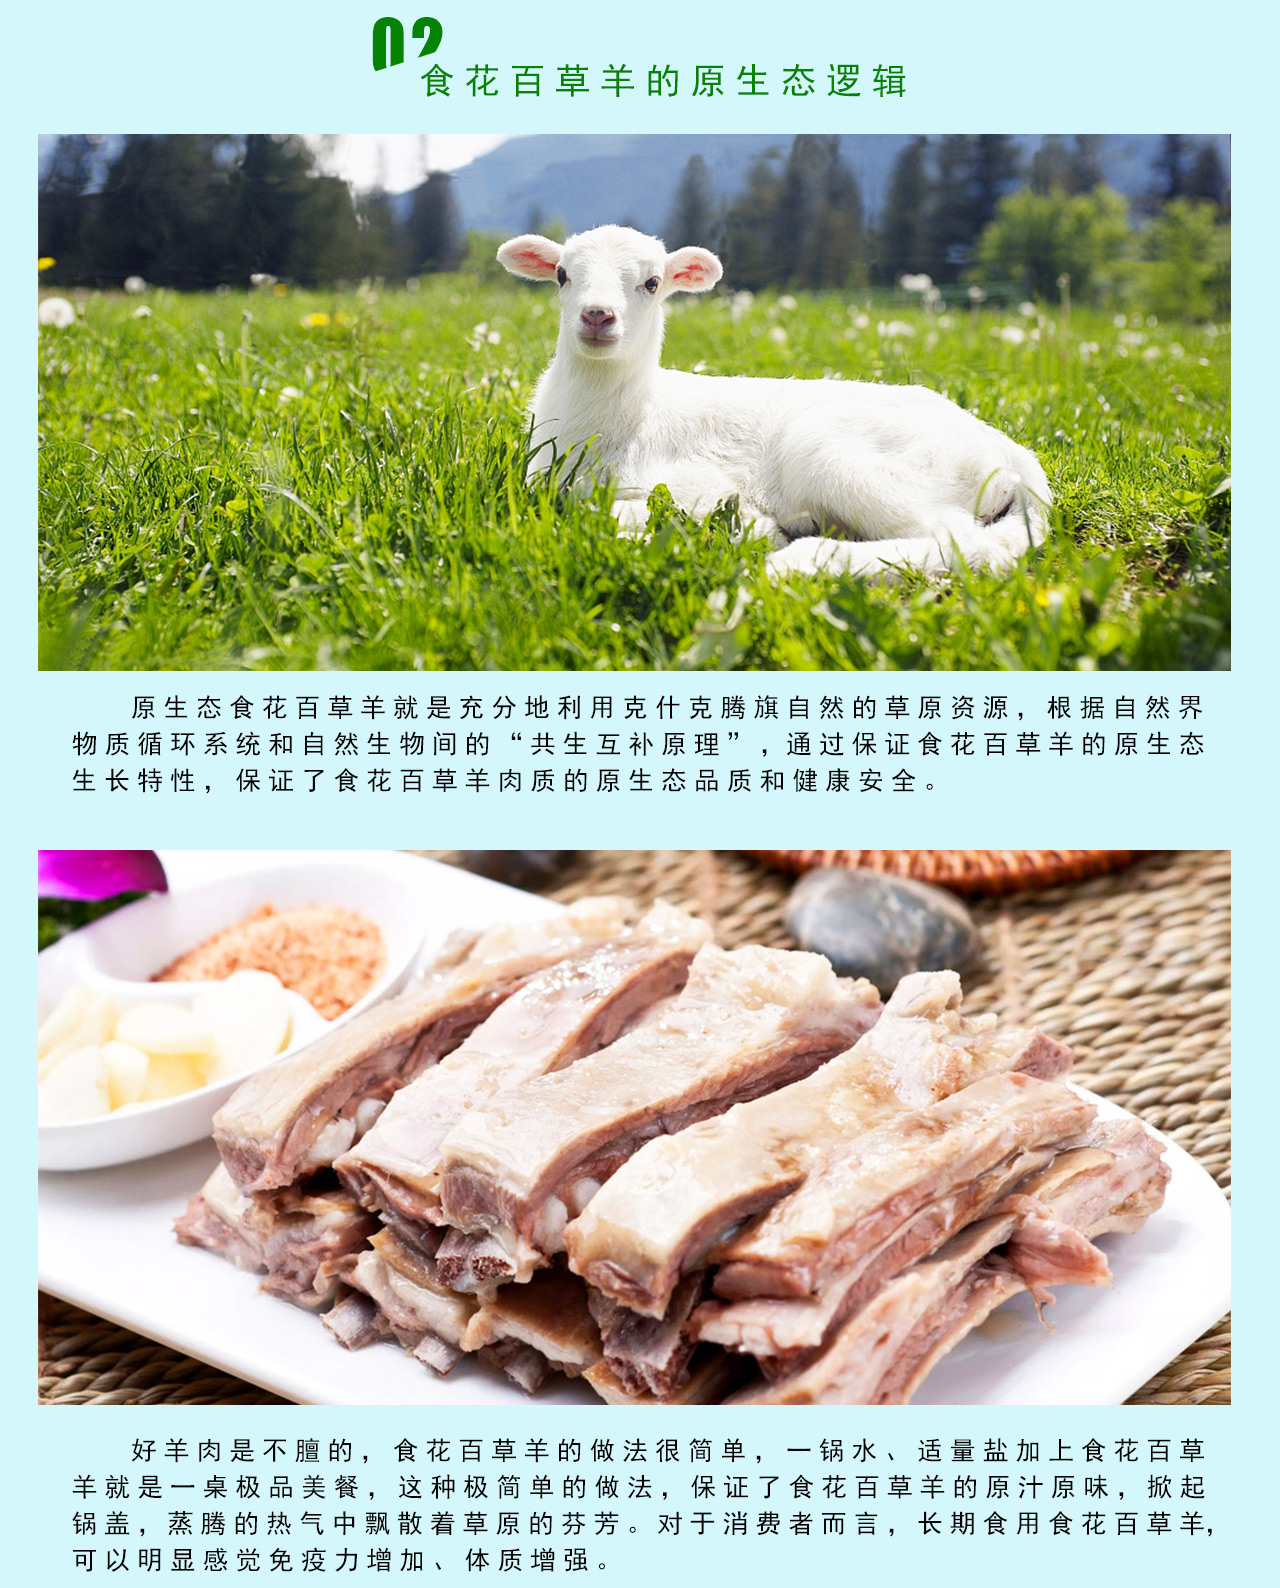 02
食花百草羊的原生态逻辑
原生态食花百草羊就是充分地利用克什克腾旗自然的草原资源，根据自然界
物质循环系统和自然生物间的“共生互补原理”，通过保证食花百草羊的原生态
生长特性，保证了食花百草羊肉质的原生态品质和健康安全。
好羊肉是不膻的，食花百草羊的做法很简单，一锅水、适量盐加上食花百草
羊就是一桌极品美餐，这种极简单的做法，保证了食花百草羊的原汁原味，掀起
锅盖，蒸腾的热气中飘散着草原的芬芳。对于消费者而言，长期食用食花百草羊，
可以明显感觉免疫力增加、体质增强。